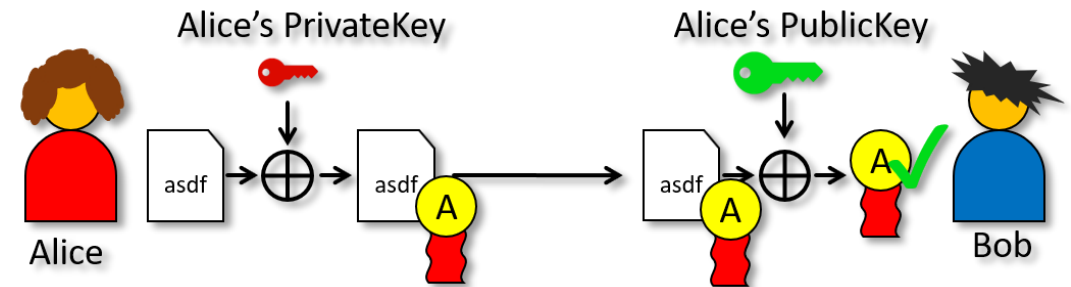 Alice’s PrivateKey
Alice’s PublicKey
asdf
asdf
A
asdf
A
A
Alice
Bob